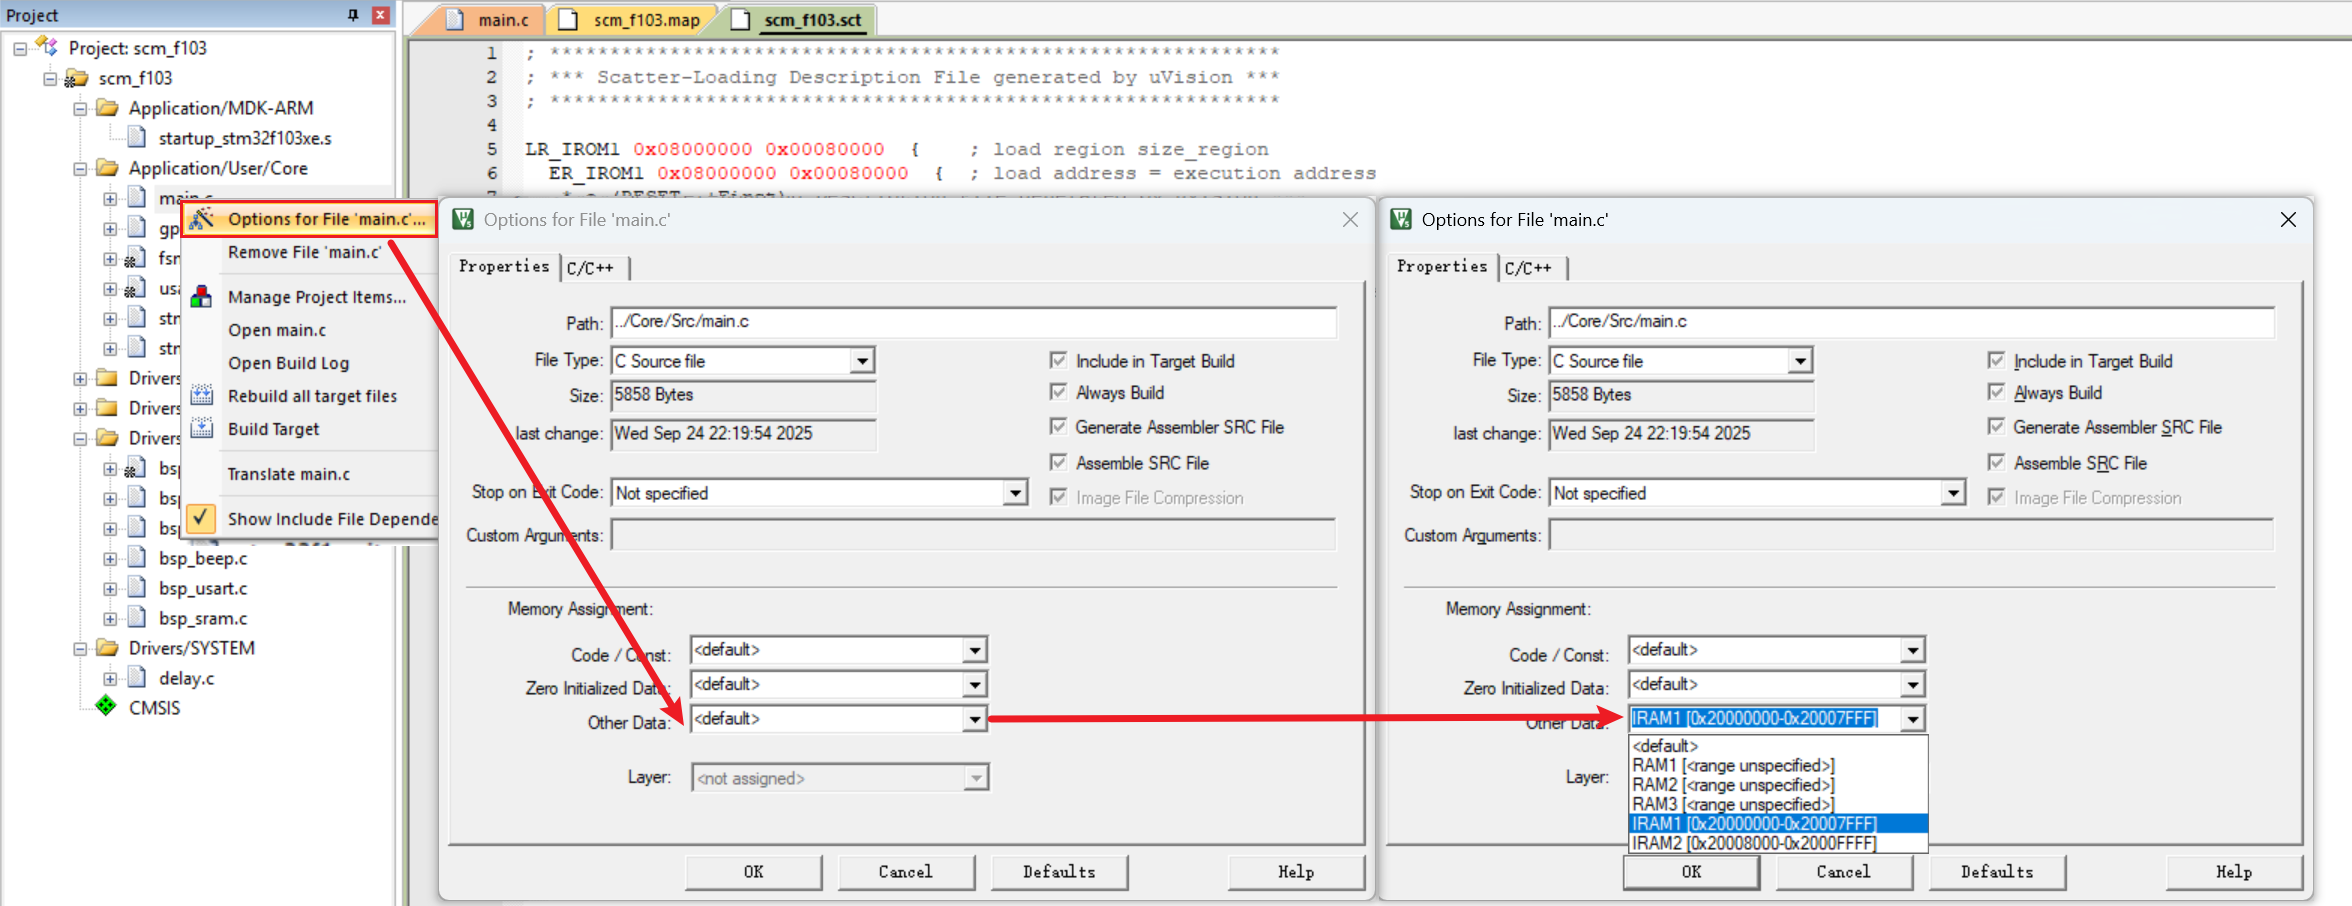 Project
Project: scm_f103
scm_f103
Application/MDK-ARM
startup_stm32f103xe.s
Application/User/Core
main.c
Options for File 'main.c'...
Remove File 'main.c'
Manage Project Items...
Open main.c
Open Build Log
Rebuild all target files
Build Target
Translate main.c
Show Include File Depende
gp
fsm
usa
stm
stm
Drivers
Drivers
Drivers
bsp
bsp
bsp
bsp_beep.c
bsp_usart.c
bsp_sram.c
Drivers/SYSTEM
delay.c
CMSIS
main.c
scm_f103.map
scm_f103.sct
1 ; *************************************************************
2 ; *** Scatter-Loading Description File generated by uVision ***
3 ; *************************************************************
4
5 LR_IROM1 0x08000000 0x00080000 { ; load region size_region
6 ER_IROM1 0x08000000 0x00080000 { ; load address = execution address
Options for File 'main.c'
Properties
C/C++
Path: ../Core/Src/main.c
File Type: C Source file
Size: 5858 Bytes
last change: Wed Sep 24 22:19:54 2025
Stop on Exit Code: Not specified
Custom Arguments:
Include in Target Build
Always Build
Generate Assembler SRC File
Assemble SRC File
Image File Compression
Memory Assignment:
Code / Const: <default>
Zero Initialized Data: <default>
Other Data: <default>
Layer: <not assigned>
OK
Cancel
Defaults
Help
Options for File 'main.c'
Properties
C/C++
Path: ../Core/Src/main.c
File Type: C Source file
Size: 5858 Bytes
last change: Wed Sep 24 22:19:54 2025
Stop on Exit Code: Not specified
Custom Arguments:
Include in Target Build
Always Build
Generate Assembler SRC File
Assemble SRC File
Image File Compression
Memory Assignment:
Code / Const: <default>
Zero Initialized Data: <default>
Other Data: IRAM1 [0x20000000-0x20007FFF]
<default>
RAM1 [<range unspecified>]
RAM2 [<range unspecified>]
RAM3 [<range unspecified>]
IRAM1 [0x20000000-0x20007FFF]
IRAM2 [0x20008000-0x2000FFFF]
Layer:
OK
Cancel
Defaults
Help